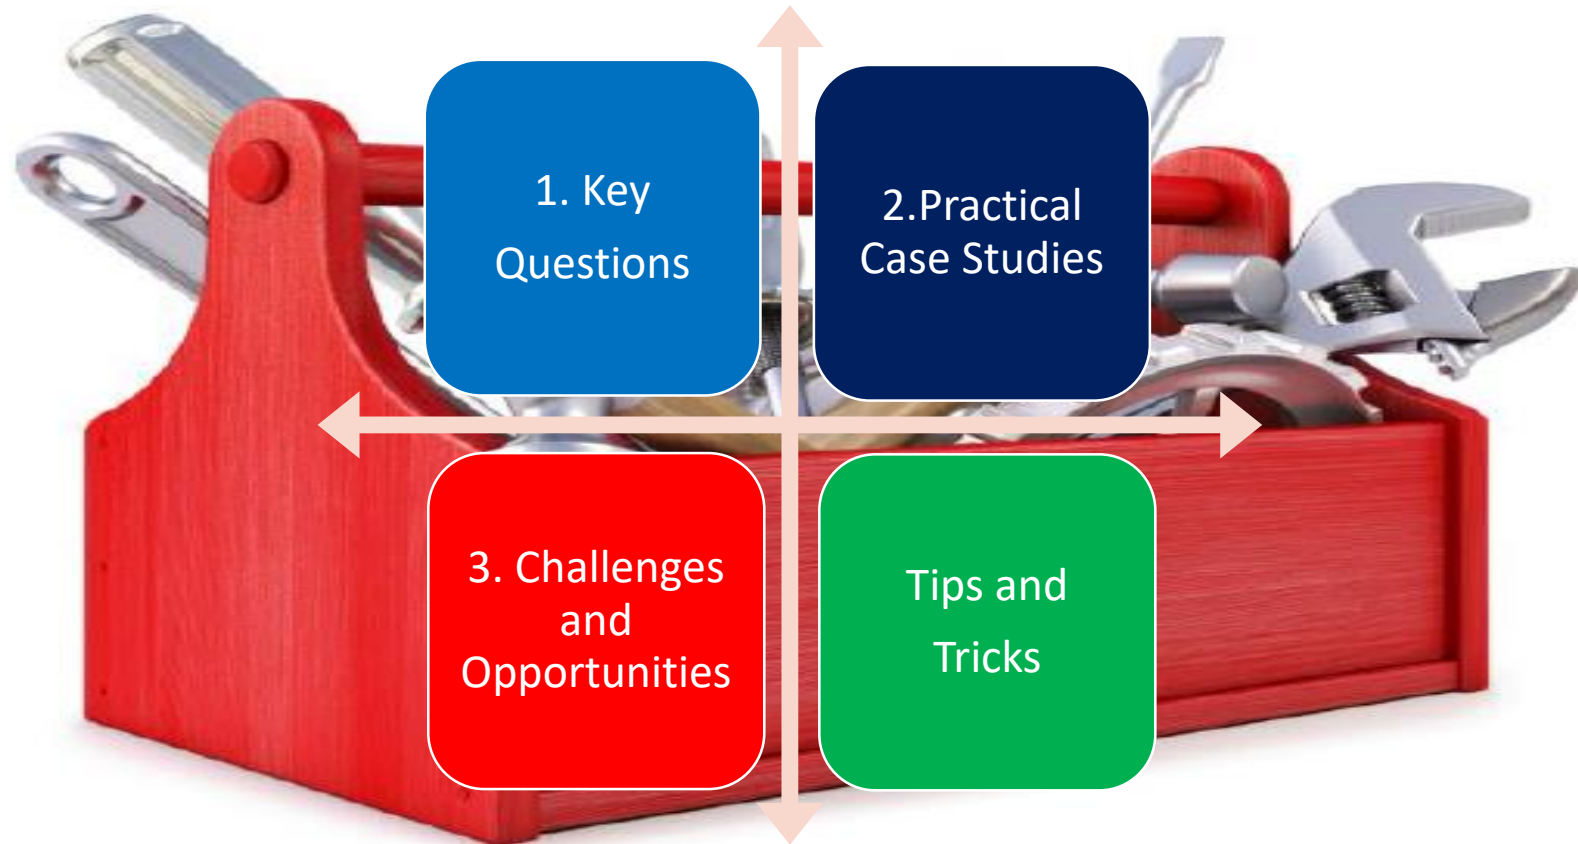 1. Key
Questions
2.Practical
Case Studies
3. Challenges
and
Opportunities
Tips and
Tricks